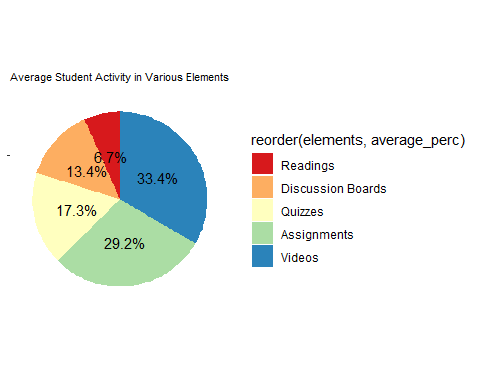 Average Student Activity in Various Elements
reorder(elements, average_perc)
Readings
Discussion Boards
Quizzes
Assignments
Videos
6.7%
33.4%
13.4%
17.3%
29.2%
-